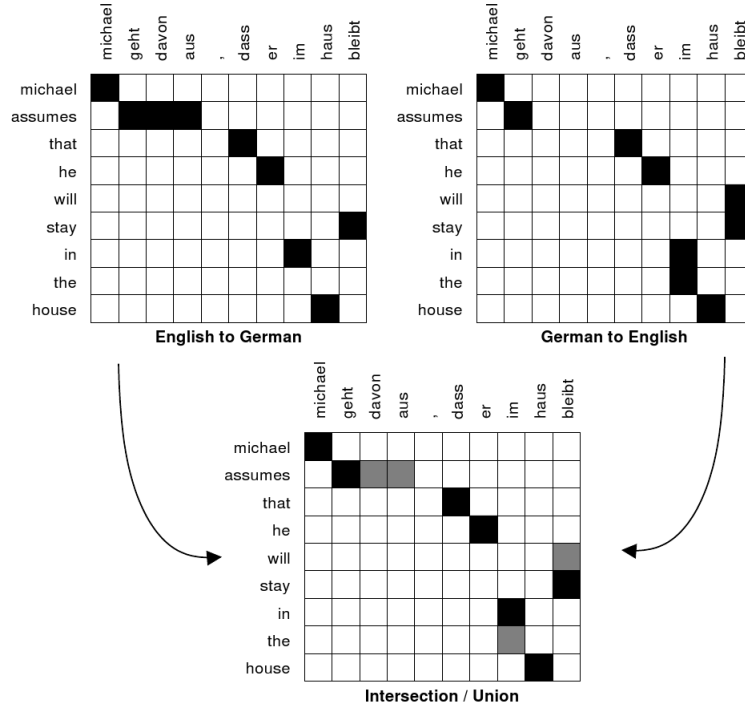 michael geht davon aus , dass er im haus bleibt
michael
assumes
that
he
will
stay
in
the
house
English to German
michael geht davon aus , dass er im haus bleibt
michael
assumes
that
he
will
stay
in
the
house
German to English
michael geht davon aus , dass er im haus bleibt
michael
assumes
that
he
will
stay
in
the
house
Intersection / Union